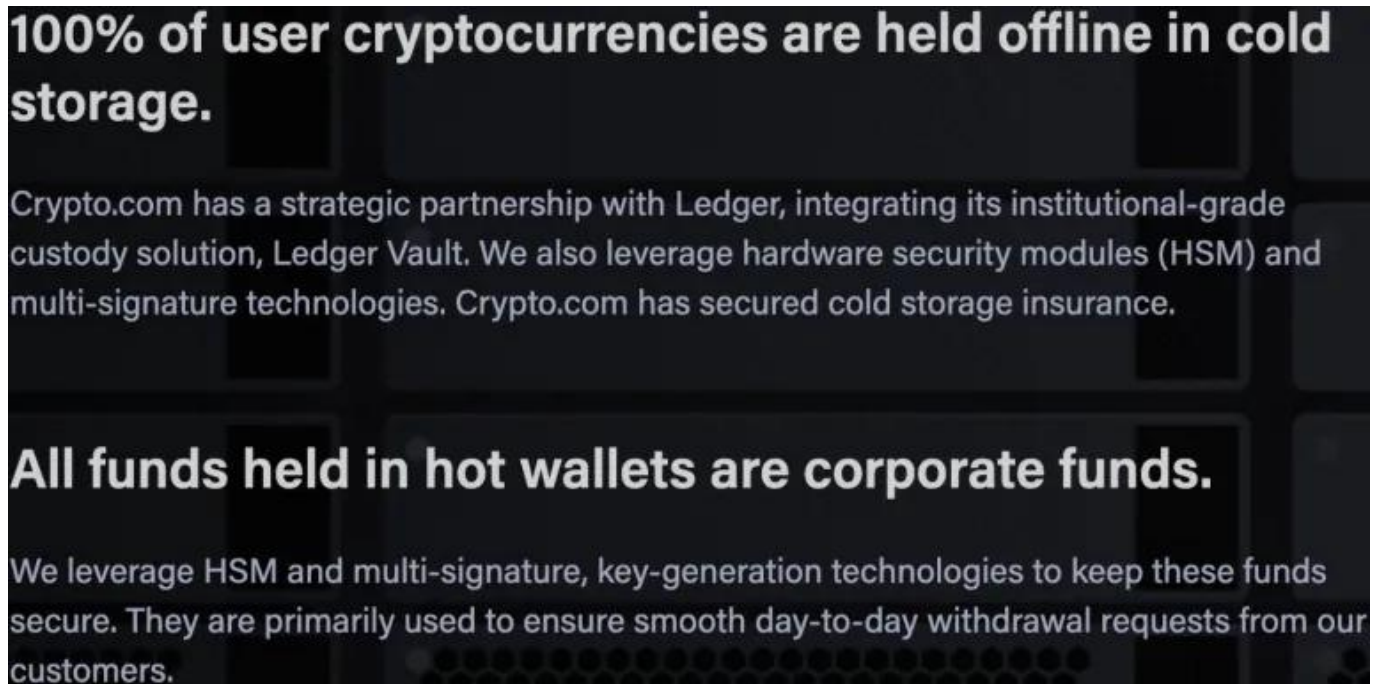 100% of user cryptocurrencies are held offline in cold
storage.
Crypto.com has a strategic partnership with Ledger, integrating its institutional-grade
custody solution, Ledger Vault. We also leverage hardware security modules (HSM) and
multi-signature technologies. Crypto.com has secured cold storage insurance.
All funds held in hot wallets are corporate funds.
We leverage HSM and multi-signature, key-generation technologies to keep these funds
secure. They are primarily used to ensure smooth day-to-day withdrawal requests from our
customers.